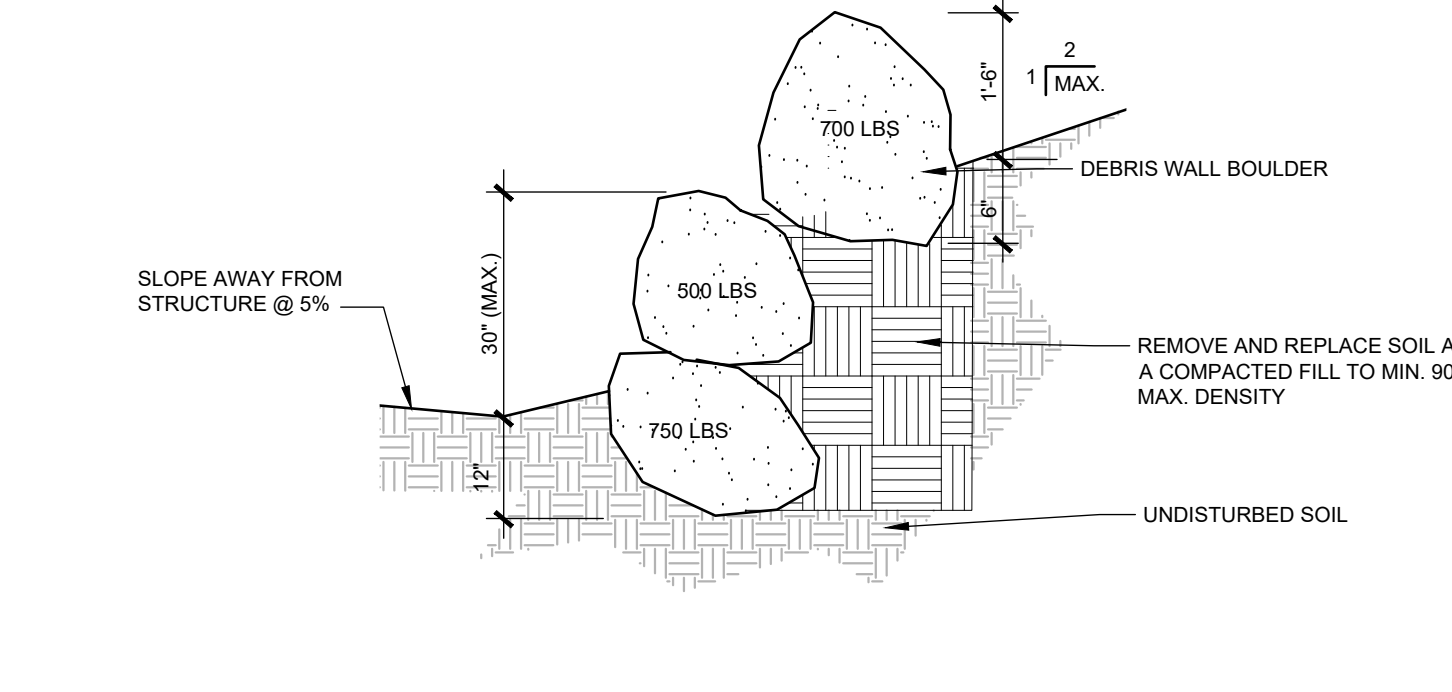 2
1 MAX.
1'-6"
700 LBS
DEBRIS WALL BOULDER
6"
SLOPE AWAY FROM
STRUCTURE @ 5%
30" (MAX.)
500 LBS
REMOVE AND REPLACE SOIL A
A COMPACTED FILL TO MIN. 90
MAX. DENSITY
750 LBS
12"
UNDISTURBED SOIL